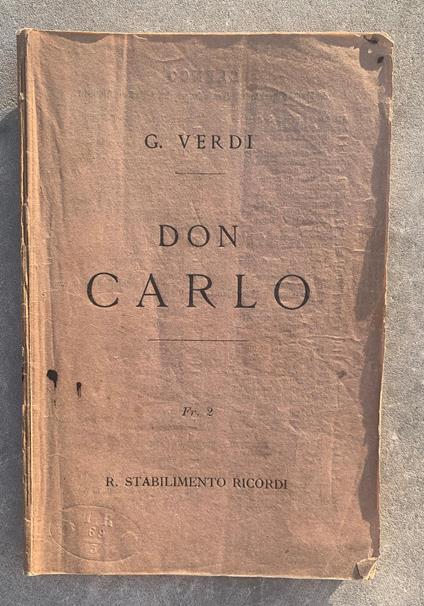 G. VERDI
DON
CARLO
Fr. 2
R. STABILIMENTO RICORDI